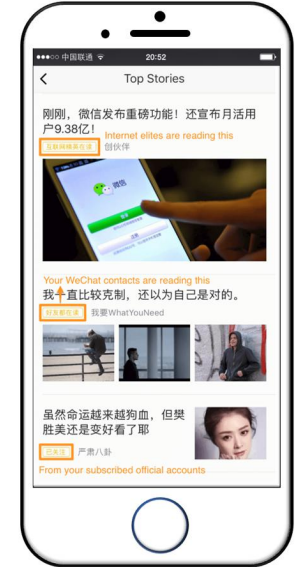 中国联通
20:52
Top Stories
刚刚，微信发布重磅功能！还宣布月活用
户9.38亿！
Internet elites are reading this
互联网精英在读 创伙伴
微信
Your WeChat contacts are reading this
我一直比较克制，还以为自己是对的。
好友都在读 我要WhatYouNeed
虽然命运越来越狗血，但樊
胜美还是变好看了耶
已关注 严肃八卦
From your subscribed official accounts